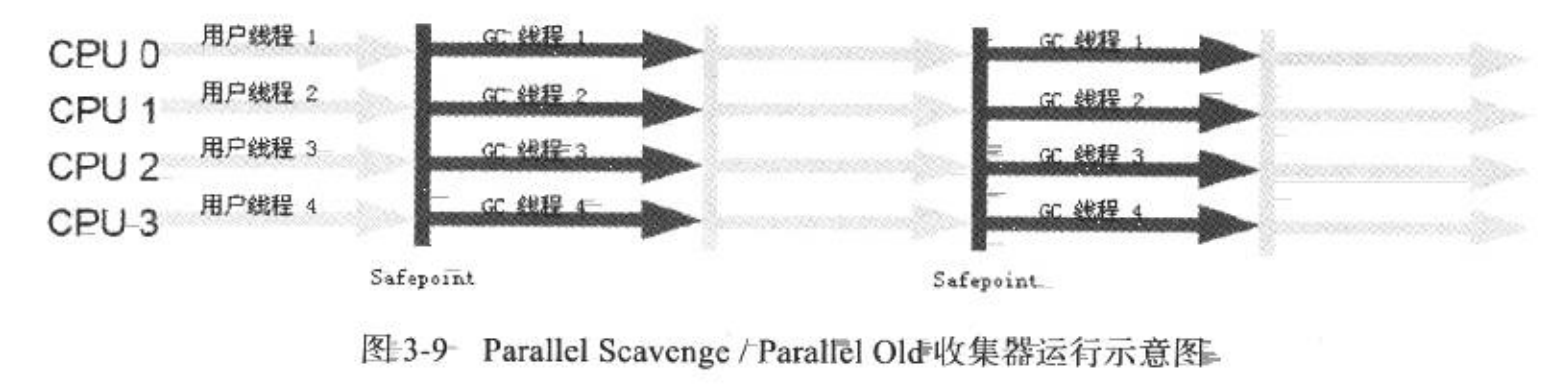 CPU 0 用户线程 1 GC 线程 1 GC 线程 1
CPU 1 用户线程 2 GC 线程 2 GC 线程 2
CPU 2 用户线程 3 GC 线程 3 GC 线程 3
CPU 3 用户线程 4 GC 线程 4 GC 线程 4
Safepoint Safepoint
图 3-9 Parallel Scavenge / Parallel Old 收集器运行示意图